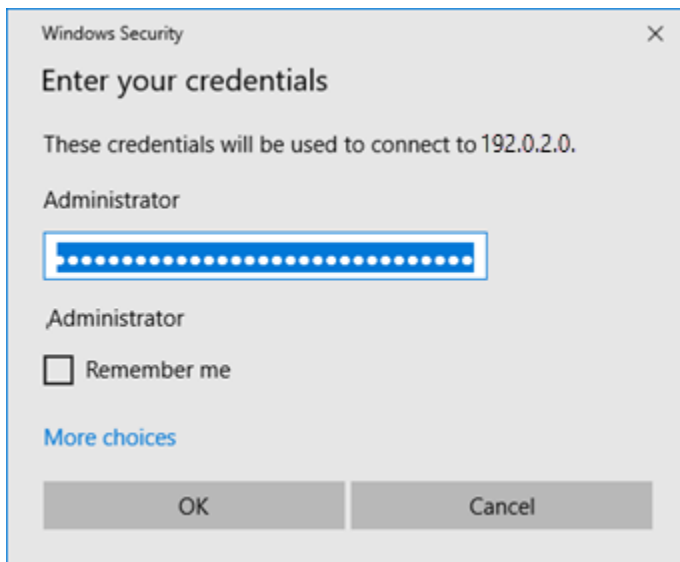 Windows Security
Enter your credentials
These credentials will be used to connect to 192.0.2.0.
Administrator
••••••••••••••••••••••••••••••••
,Administrator
Remember me
More choices
OK
Cancel